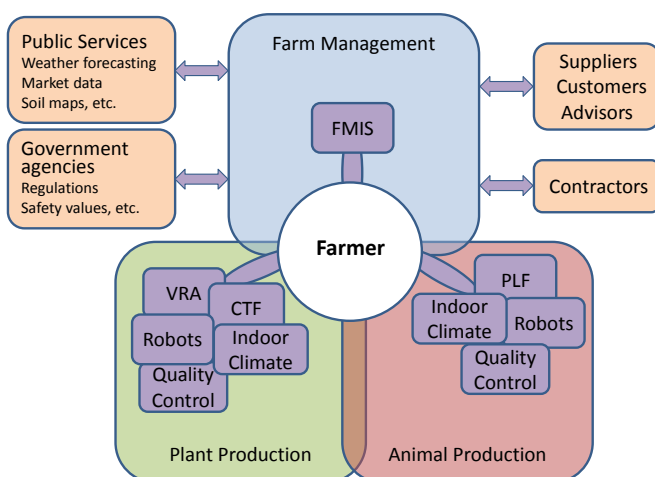 Public Services
Weather forecasting
Market data
Soil maps, etc.
Government
agencies
Regulations
Safety values, etc.
Farm Management
FMIS
Suppliers
Customers
Advisors
Contractors
Farmer
VRA
CTF
Robots
Indoor
Climate
Quality
Control
Plant Production
PLF
Indoor
Climate
Robots
Quality
Control
Animal Production